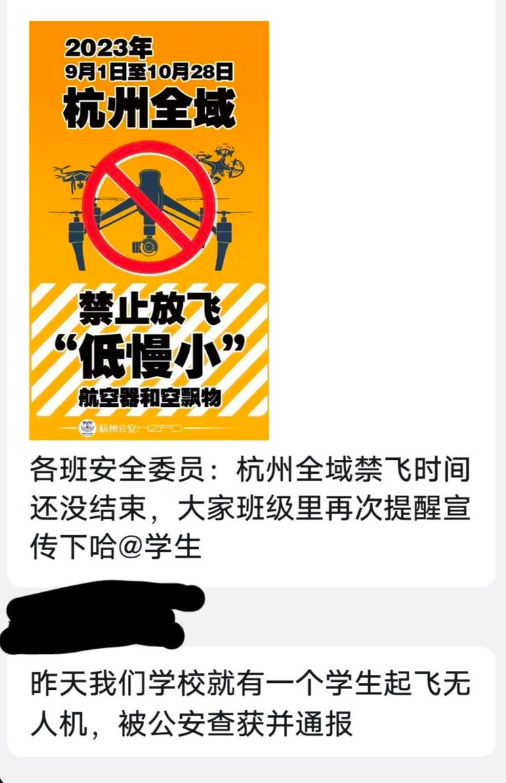 2023年
9月1日至10月28日
杭州全域
禁止放飞
“低慢小”
航空器和空飘物
杭州公安HZPD
各班安全委员：杭州全域禁飞时间
还没结束，大家班级里再次提醒宣
传下哈@学生
昨天我们学校就有一个学生起飞无
人机，被公安查获并通报